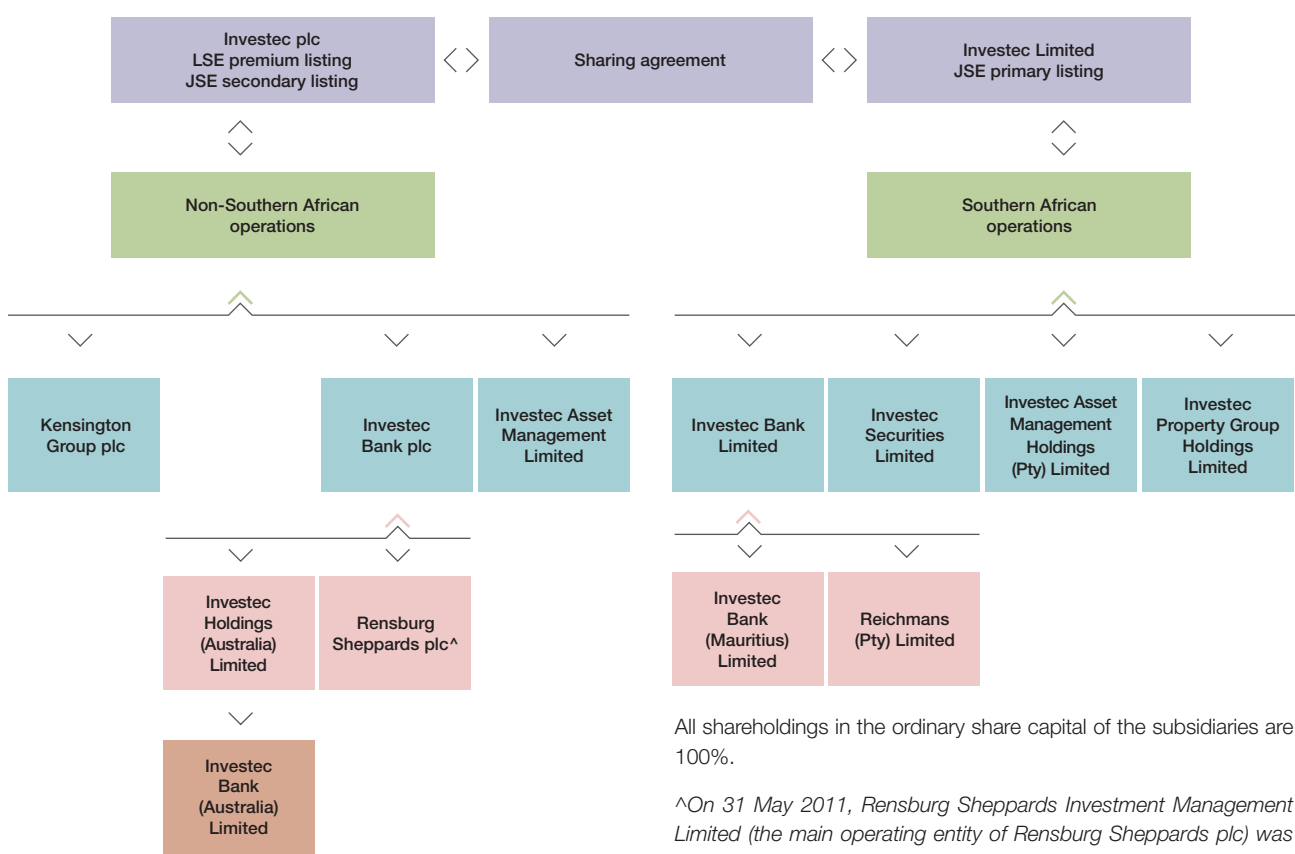 Investec plc
LSE premium listing
JSE secondary listing
Sharing agreement
Investec Limited
JSE primary listing
Non-Southern African
operations
Southern African
operations
Kensington
Group plc
Investec
Bank plc
Investec Asset
Management
Limited
Investec Bank
Limited
Investec
Securities
Limited
Investec Asset
Management
Holdings
(Pty) Limited
Investec
Property Group
Holdings
Limited
Investec
Holdings
(Australia)
Limited
Rensburg
Sheppards plc^
Investec
Bank
(Mauritius)
Limited
Reichmans
(Pty) Limited
Investec
Bank
(Australia)
Limited
All shareholdings in the ordinary share capital of the subsidiaries are
100%.
^On 31 May 2011, Rensburg Sheppards Investment Management
Limited (the main operating entity of Rensburg Sheppards plc) was